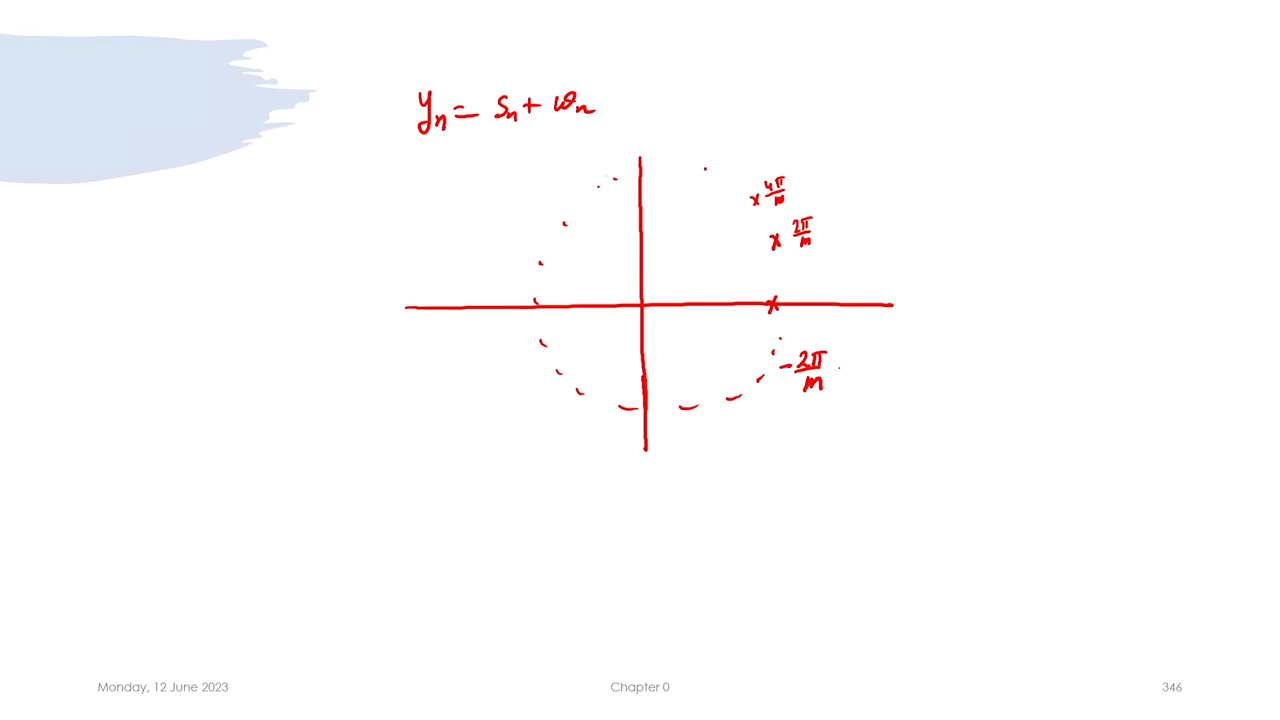 yₙ = sₙ + wₙ
x 4π/m
x 2π/m
x
-2π/m
Monday, 12 June 2023
Chapter 0
346